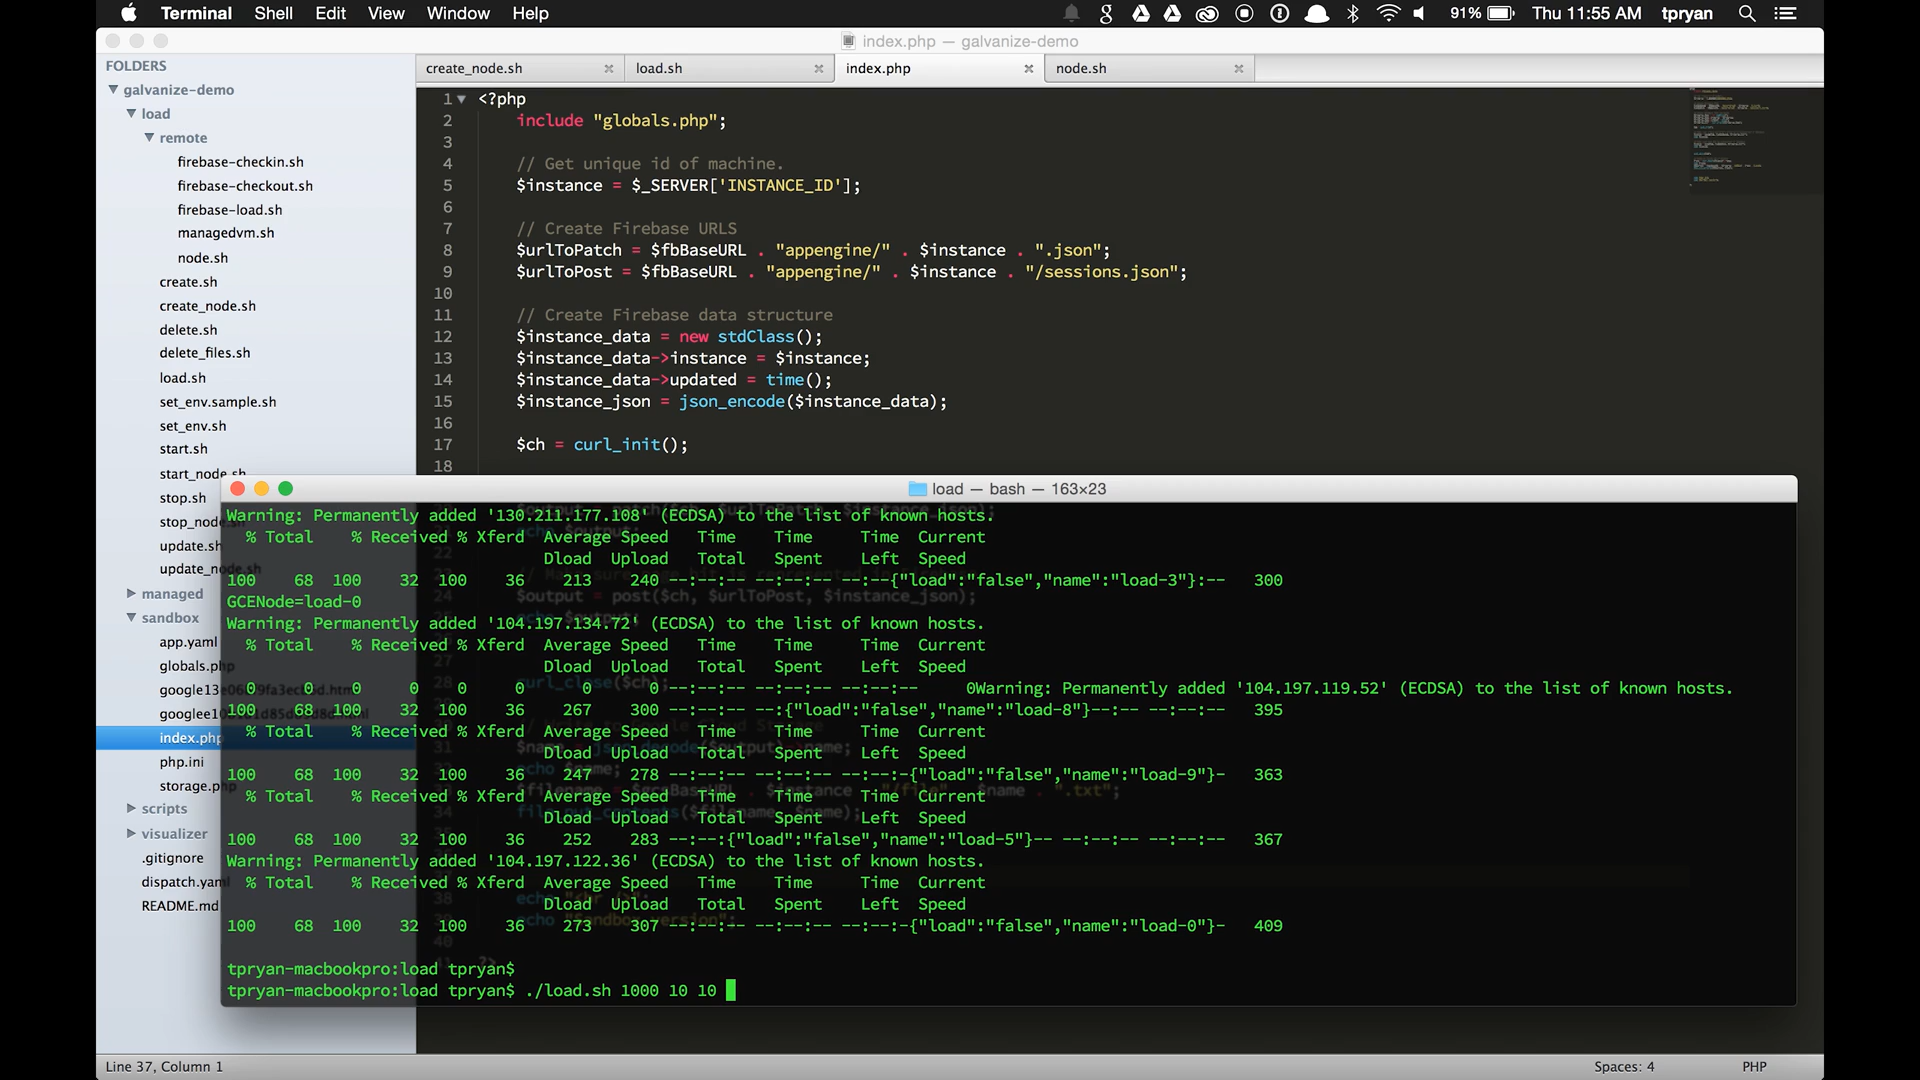 Terminal Shell Edit View Window Help 91% Thu 11:55 AM tpryan
index.php — galvanize-demo
FOLDERS
galvanize-demo
load
remote
firebase-checkin.sh
firebase-checkout.sh
firebase-load.sh
managedvm.sh
node.sh
create.sh
create_node.sh
delete.sh
delete_files.sh
load.sh
set_env.sample.sh
set_env.sh
start.sh
start_node.sh
stop.sh
stop_node.sh
update.sh
update_node.sh
managed
sandbox
app.yaml
globals.php
index.php
php.ini
storage.php
scripts
visualizer
.gitignore
dispatch.yaml
README.md
create_node.sh load.sh index.php node.sh
1 <?php
2 include "globals.php";
3
4 // Get unique id of machine.
5 $instance = $_SERVER['INSTANCE_ID'];
6
7 // Create Firebase URLS
8 $urlToPatch = $fbBaseURL . "appengine/" . $instance . ".json";
9 $urlToPost = $fbBaseURL . "appengine/" . $instance . "/sessions.json";
10
11 // Create Firebase data structure
12 $instance_data = new stdClass();
13 $instance_data->instance = $instance;
14 $instance_data->updated = time();
15 $instance_json = json_encode($instance_data);
16
17 $ch = curl_init();
18
load — bash — 163×23
Warning: Permanently added '130.211.177.108' (ECDSA) to the list of known hosts.
% Total % Received % Xferd Average Speed Time Time Time Current
Dload Upload Total Spent Left Speed
100 68 100 32 100 36 213 240 --:--:-- --:--:-- --:--:--{"load":"false","name":"load-3"}:-- 300
GCENode=load-0
Warning: Permanently added '104.197.134.72' (ECDSA) to the list of known hosts.
% Total % Received % Xferd Average Speed Time Time Time Current
Dload Upload Total Spent Left Speed
0 0 0 0 0 0 0 0 --:--:-- --:--:-- --:--:-- 0Warning: Permanently added '104.197.119.52' (ECDSA) to the list of known hosts.
100 68 100 32 100 36 267 300 --:--:-- --:{"load":"false","name":"load-8"}--:-- --:--:-- 395
% Total % Received % Xferd Average Speed Time Time Time Current
Dload Upload Total Spent Left Speed
100 68 100 32 100 36 247 278 --:--:-- --:--:-- --:--:-{"load":"false","name":"load-9"}- 363
% Total % Received % Xferd Average Speed Time Time Time Current
Dload Upload Total Spent Left Speed
100 68 100 32 100 36 252 283 --:--:{"load":"false","name":"load-5"}-- --:--:-- --:--:-- 367
Warning: Permanently added '104.197.122.36' (ECDSA) to the list of known hosts.
% Total % Received % Xferd Average Speed Time Time Time Current
Dload Upload Total Spent Left Speed
100 68 100 32 100 36 273 307 --:--:-- --:--:-- --:--:-{"load":"false","name":"load-0"}- 409
tpryan-macbookpro:load tpryan$
tpryan-macbookpro:load tpryan$ ./load.sh 1000 10 10
Line 37, Column 1 Spaces: 4 PHP